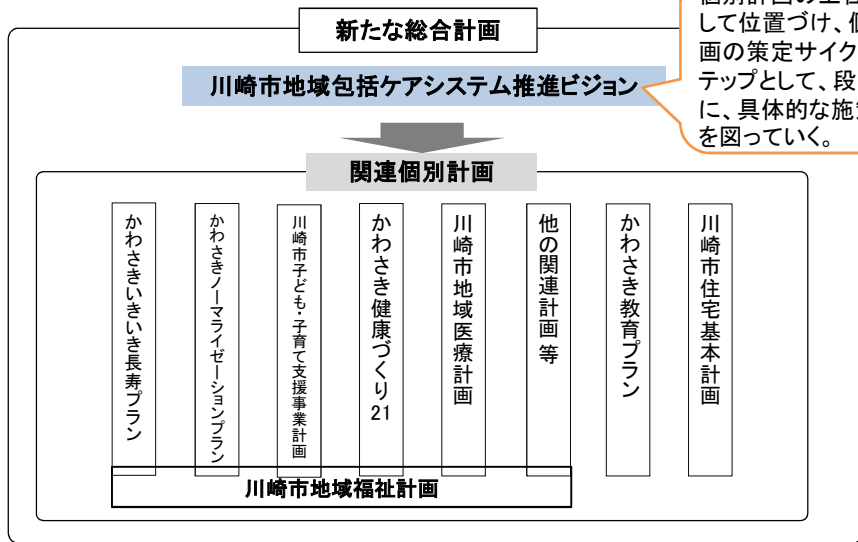 新たな総合計画
川崎市地域包括ケアシステム推進ビジョン
して位置づけ、
画の策定サイク
テップとして、段
に、具体的な施
を図っていく。
関連個別計画
かわさきいきいき長寿プラン
かわさきノーマライゼーションプラン
川崎市子ども・子育て支援事業計画
かわさき健康づくり21
川崎市地域医療計画
他の関連計画 等
かわさき教育プラン
川崎市住宅基本計画
川崎市地域福祉計画